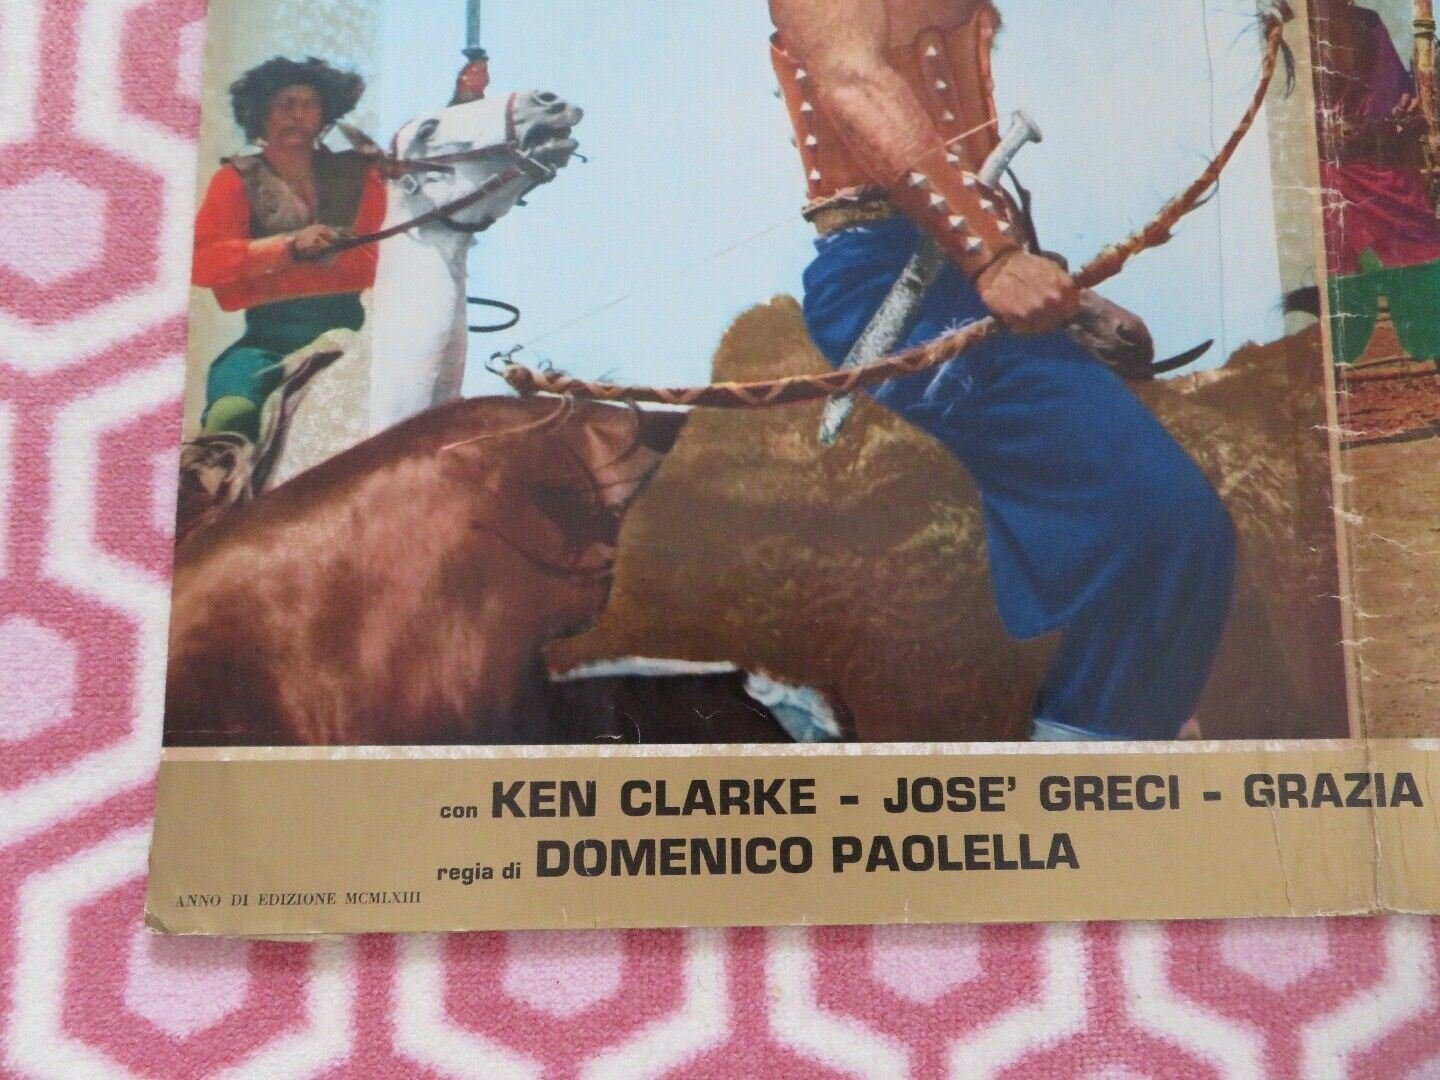 con KEN CLARKE - JOSE' GRECI - GRAZIA
regia di DOMENICO PAOLELLA
ANNO DI EDIZIONE MCMLXIII